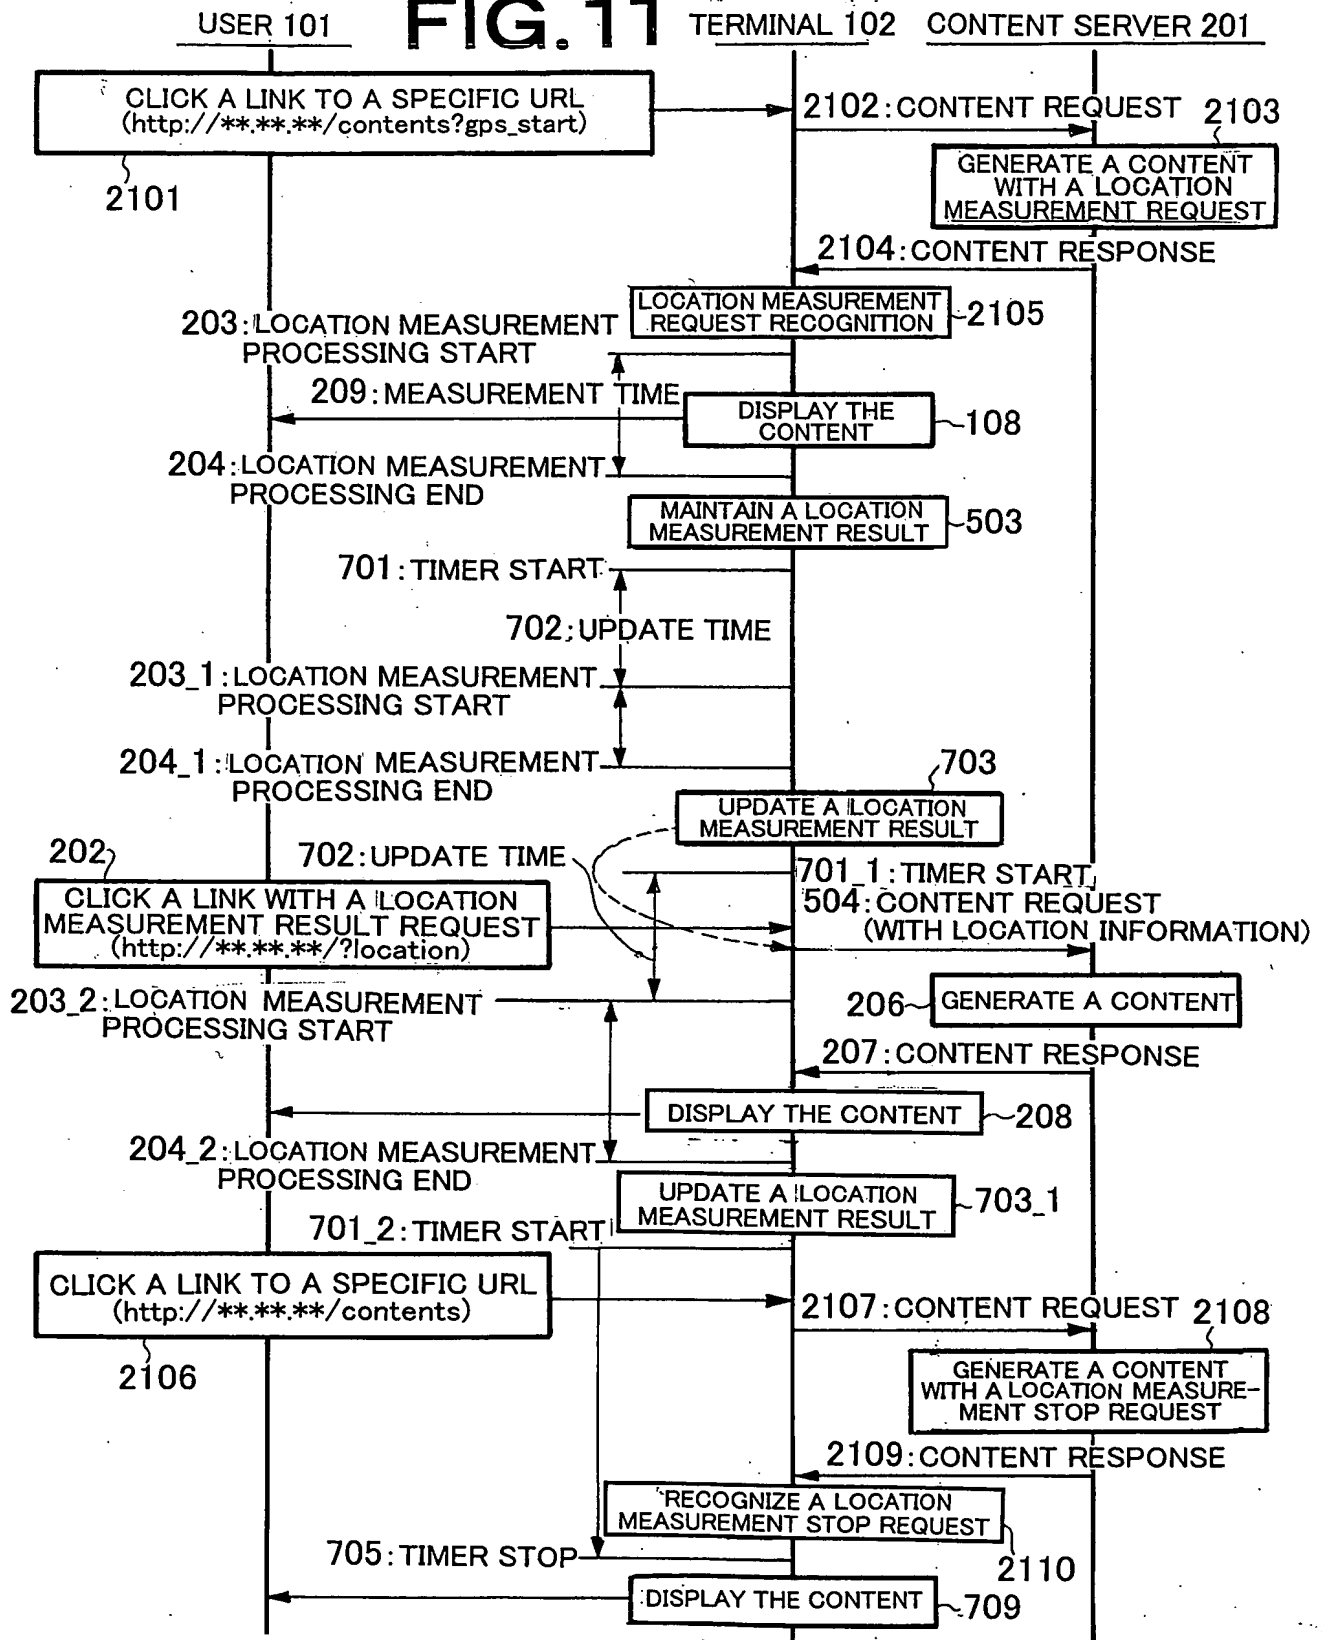 FIG.11
USER 101
TERMINAL 102
CONTENT SERVER 201
CLICK A LINK TO A SPECIFIC URL
(http://**.**.**/contents?gps_start)
2101
2102:CONTENT REQUEST
2103
GENERATE A CONTENT
WITH A LOCATION
MEASUREMENT REQUEST
2104:CONTENT RESPONSE
LOCATION MEASUREMENT
REQUEST RECOGNITION
2105
203:LOCATION MEASUREMENT
PROCESSING START
209:MEASUREMENT TIME
DISPLAY THE
CONTENT
108
204:LOCATION MEASUREMENT
PROCESSING END
MAINTAIN A LOCATION
MEASUREMENT RESULT
503
701:TIMER START
702:UPDATE TIME
203_1:LOCATION MEASUREMENT
PROCESSING START
204_1:LOCATION MEASUREMENT
PROCESSING END
703
UPDATE A LOCATION
MEASUREMENT RESULT
202
702:UPDATE TIME
701_1:TIMER START
CLICK A LINK WITH A LOCATION
MEASUREMENT RESULT REQUEST
(http://**.**.**/?location)
504:CONTENT REQUEST
(WITH LOCATION INFORMATION)
203_2:LOCATION MEASUREMENT
PROCESSING START
206
GENERATE A CONTENT
207:CONTENT RESPONSE
DISPLAY THE CONTENT
208
204_2:LOCATION MEASUREMENT
PROCESSING END
UPDATE A LOCATION
MEASUREMENT RESULT
703_1
701_2:TIMER START
CLICK A LINK TO A SPECIFIC URL
(http://**.**.**/contents)
2106
2107:CONTENT REQUEST
2108
GENERATE A CONTENT
WITH A LOCATION MEASURE-
MENT STOP REQUEST
2109:CONTENT RESPONSE
RECOGNIZE A LOCATION
MEASUREMENT STOP REQUEST
2110
705:TIMER STOP
DISPLAY THE CONTENT
709